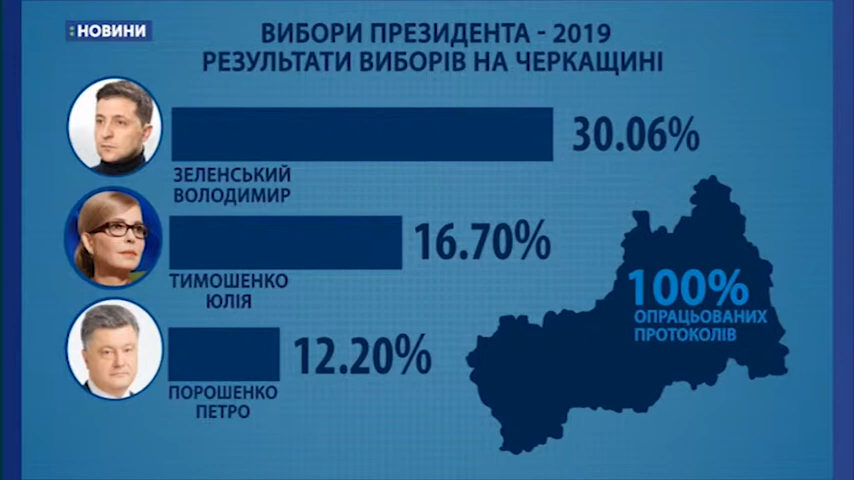 :НОВИНИ
ВИБОРИ ПРЕЗИДЕНТА - 2019
РЕЗУЛЬТАТИ ВИБОРІВ НА ЧЕРКАЩИНІ
30.06%
ЗЕЛЕНСЬКИЙ
ВОЛОДИМИР
16.70%
ТИМОШЕНКО
ЮЛІЯ
12.20%
ПОРОШЕНКО
ПЕТРО
100%
ОПРАЦЬОВАНИХ
ПРОТОКОЛІВ